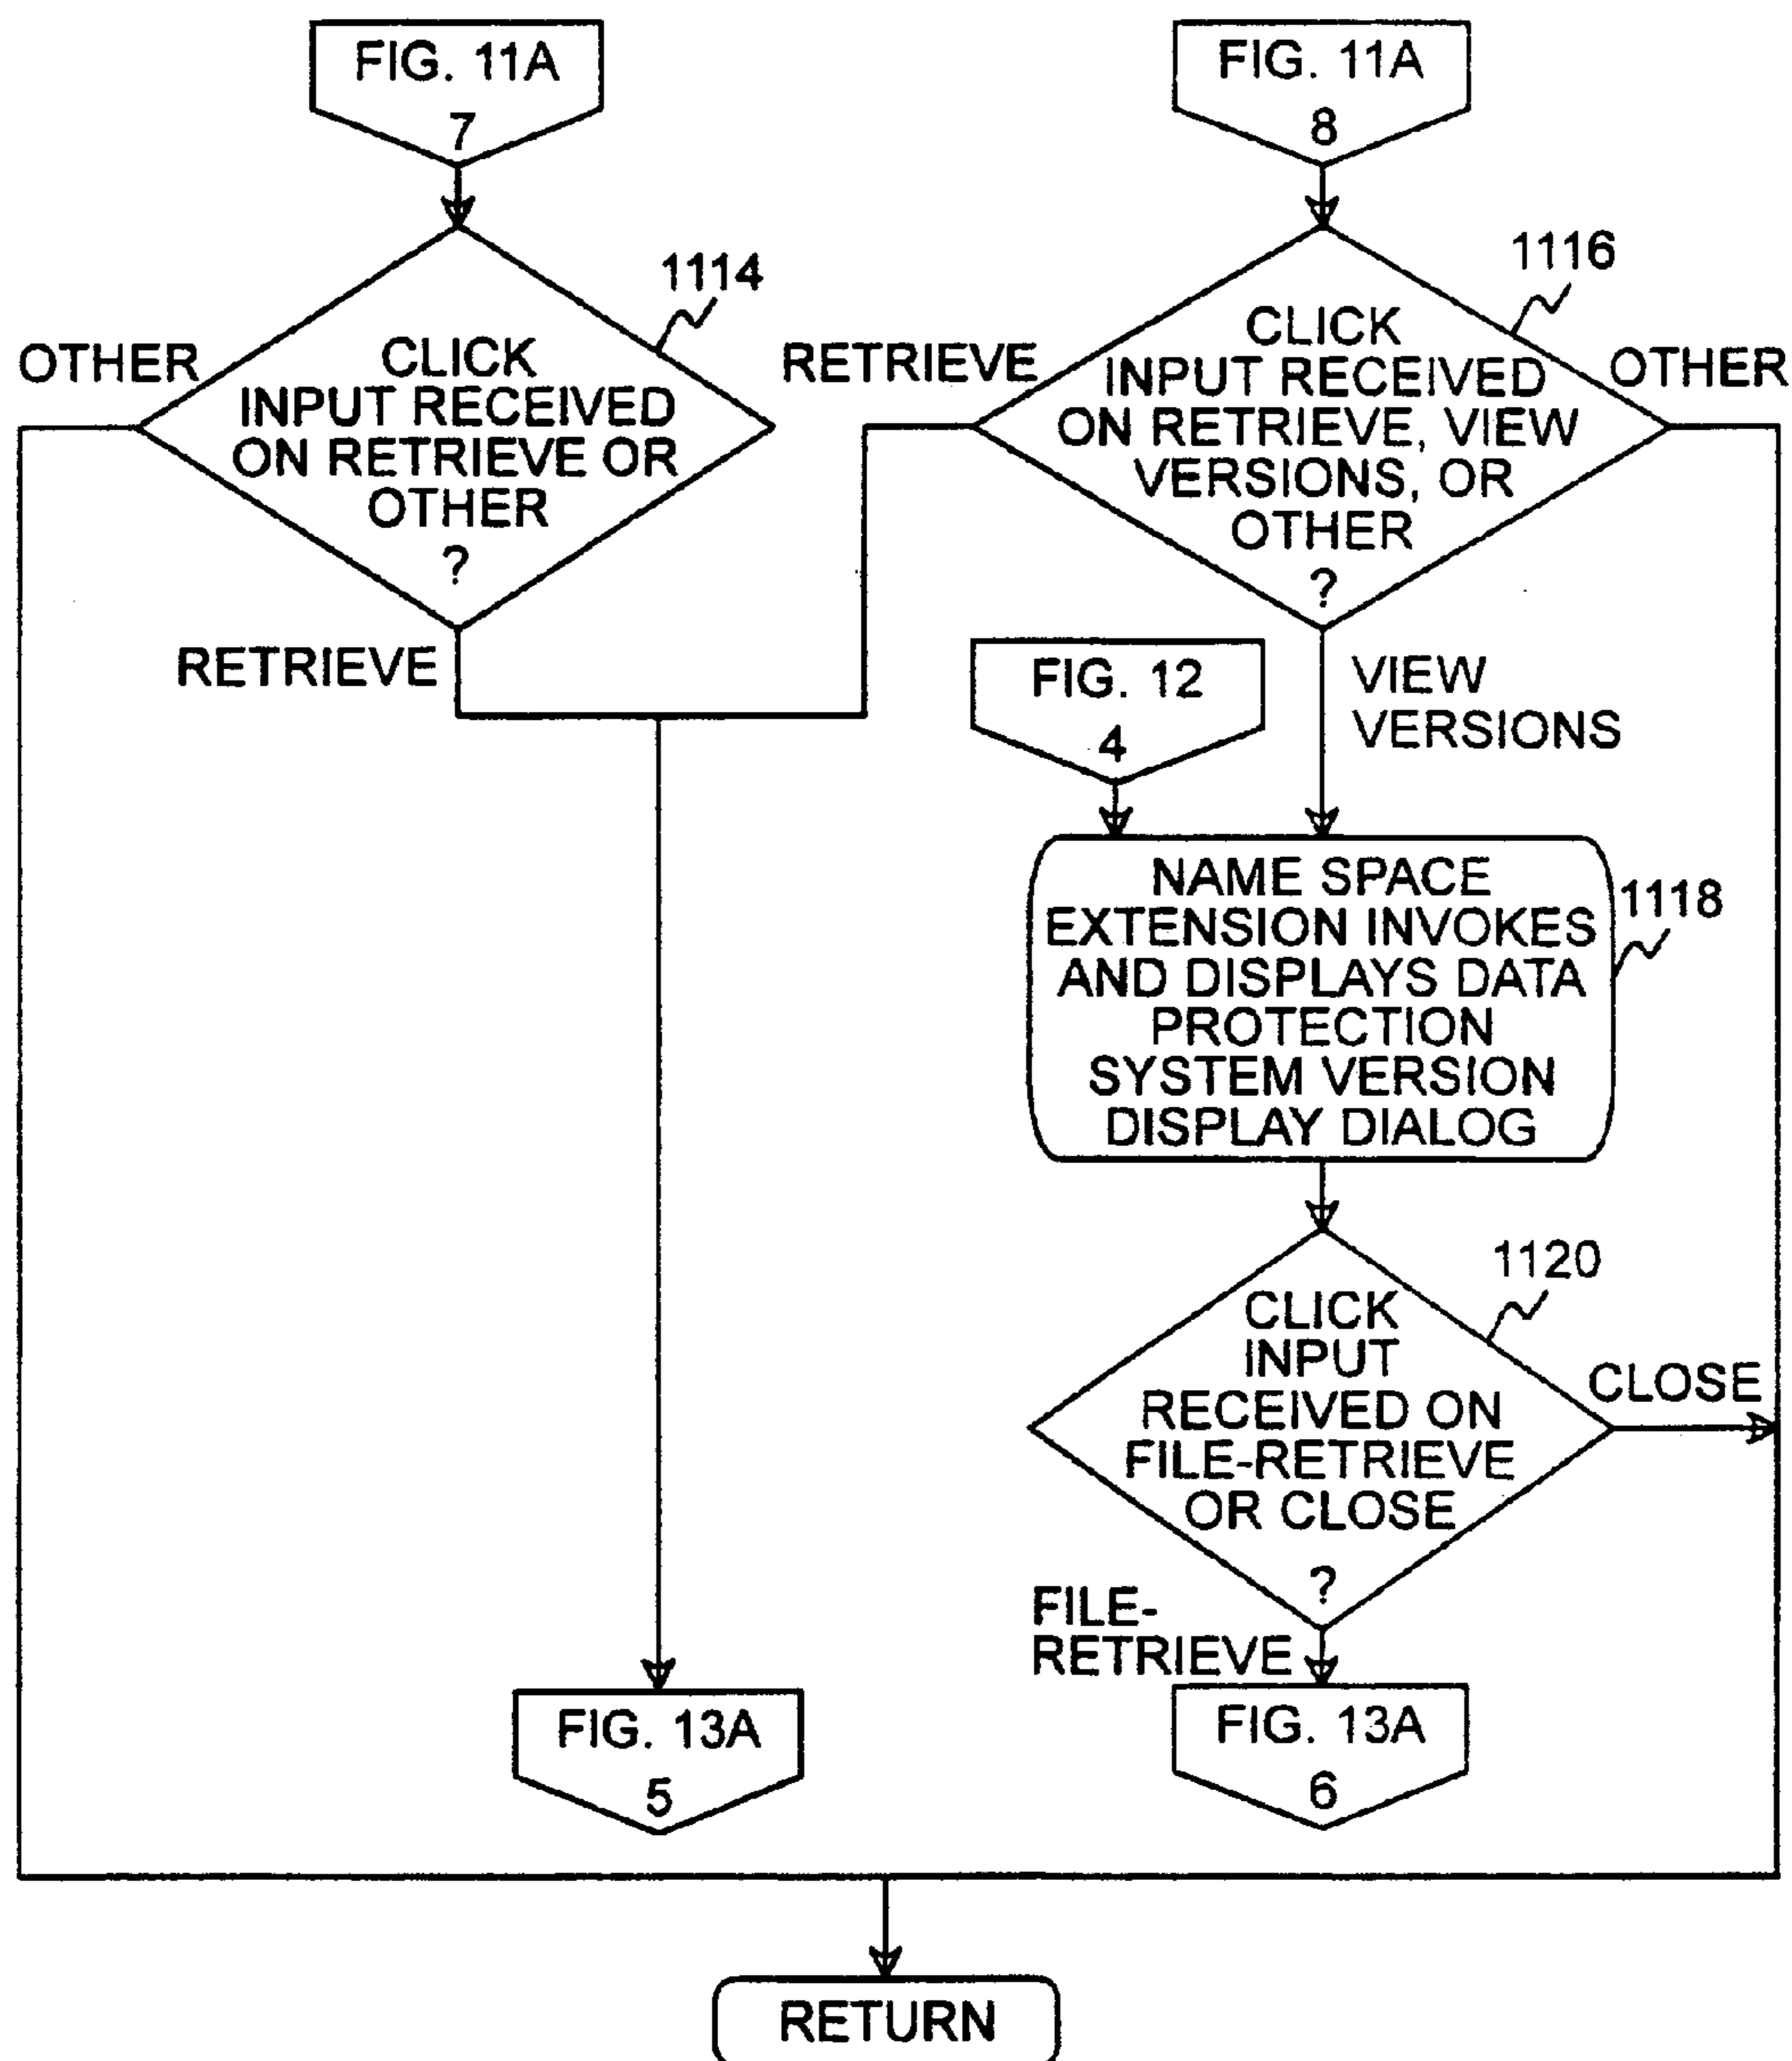 FIG. 11A
7
FIG. 11A
8
1114
1116
OTHER
CLICK
INPUT RECEIVED
ON RETRIEVE OR
OTHER
?
RETRIEVE
CLICK
INPUT RECEIVED
ON RETRIEVE, VIEW
VERSIONS, OR
OTHER
?
OTHER
RETRIEVE
FIG. 12
4
VIEW
VERSIONS
NAME SPACE
EXTENSION INVOKES
AND DISPLAYS DATA
PROTECTION
SYSTEM VERSION
DISPLAY DIALOG
1118
1120
CLICK
INPUT
RECEIVED ON
FILE-RETRIEVE
OR CLOSE
?
CLOSE
FILE-
RETRIEVE
FIG. 13A
5
FIG. 13A
6
RETURN